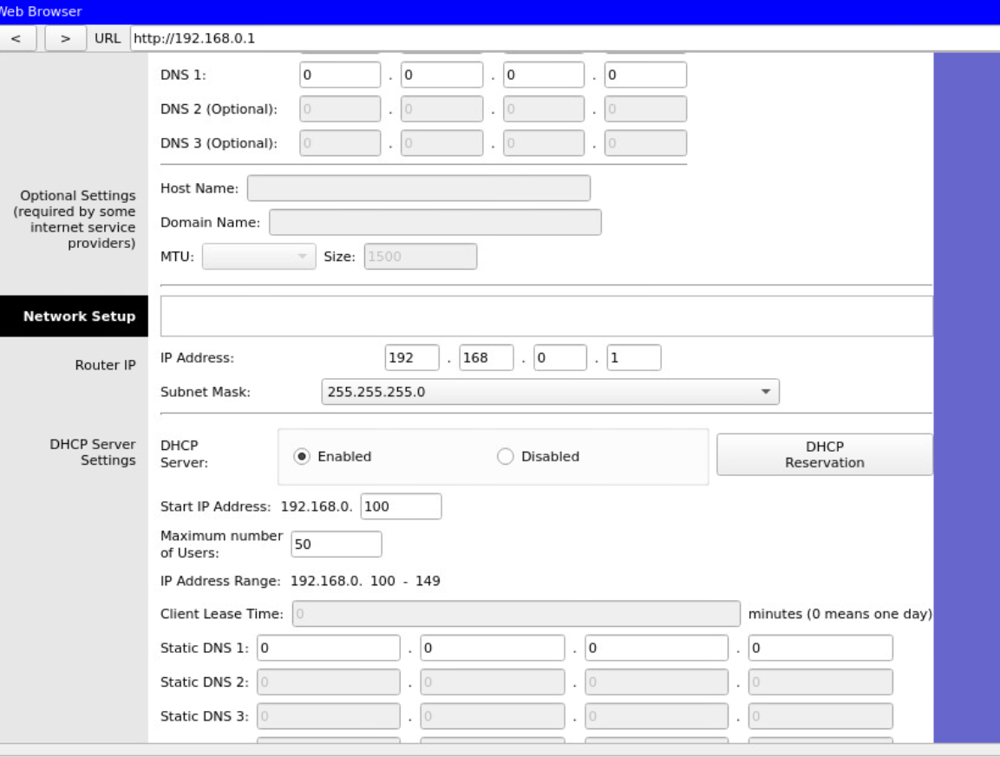 Web Browser
< > URL http://192.168.0.1
DNS 1: 0 . 0 . 0 . 0
DNS 2 (Optional): 0 . 0 . 0 . 0
DNS 3 (Optional): 0 . 0 . 0 . 0
Optional Settings
(required by some
internet service
providers)
Host Name:
Domain Name:
MTU: Size: 1500
Network Setup
Router IP
IP Address: 192 . 168 . 0 . 1
Subnet Mask: 255.255.255.0
DHCP Server
Settings
DHCP
Server:
Enabled Disabled
DHCP
Reservation
Start IP Address: 192.168.0. 100
Maximum number
of Users:
50
IP Address Range: 192.168.0. 100 - 149
Client Lease Time: 0 minutes (0 means one day)
Static DNS 1: 0 . 0 . 0 . 0
Static DNS 2: 0 . 0 . 0 . 0
Static DNS 3: 0 . 0 . 0 . 0